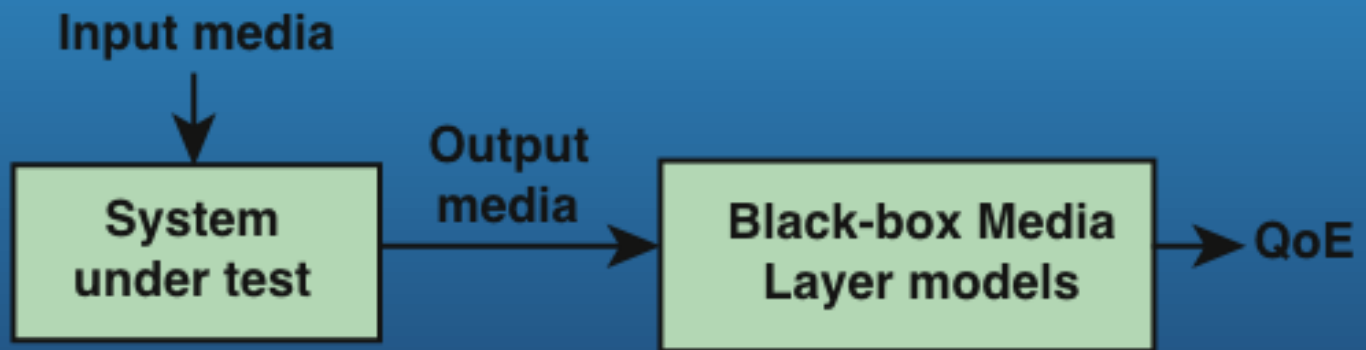 Input media
Output
media
System
under test
Black-box Media
Layer models
QoE